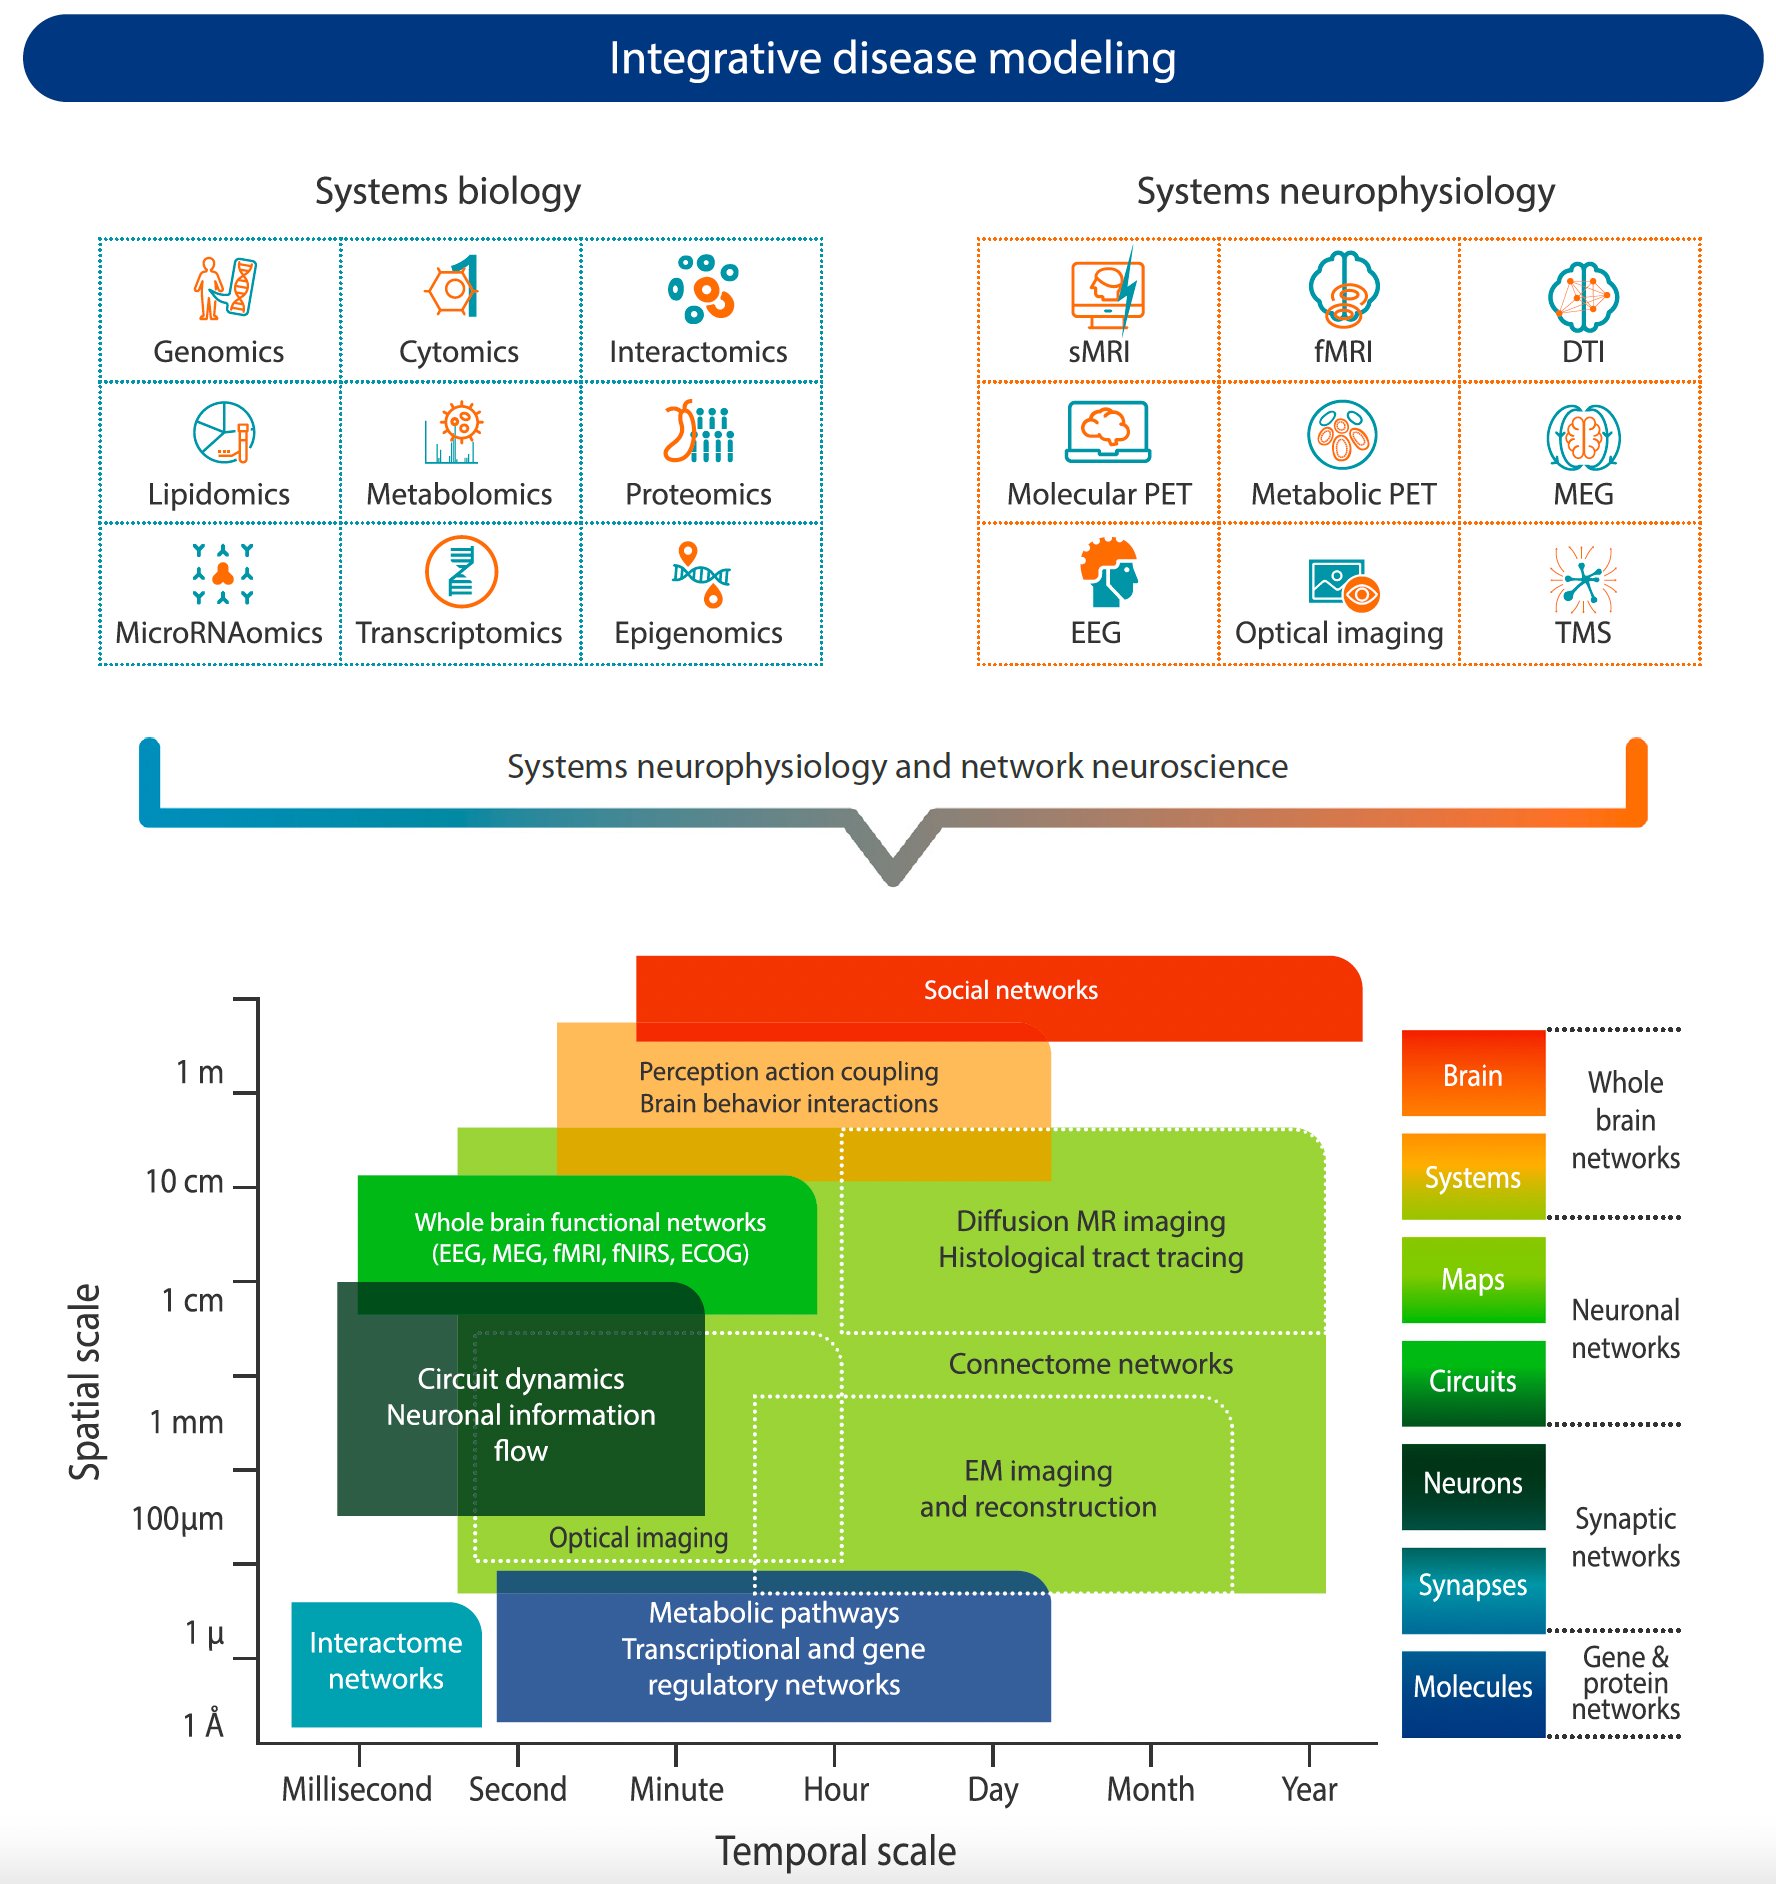 Integrative disease modeling
Systems biology
Systems neurophysiology
Genomics
Cytomics
Interactomics
Lipidomics
Metabolomics
Proteomics
MicroRNAomics
Transcriptomics
Epigenomics
sMRI
fMRI
DTI
Molecular PET
Metabolic PET
MEG
EEG
Optical imaging
TMS
Systems neurophysiology and network neuroscience
Spatial scale
1 m
10 cm
1 cm
1 mm
100µm
1 µ
1 Å
Social networks
Perception action coupling
Brain behavior interactions
Whole brain functional networks
(EEG, MEG, fMRI, fNIRS, ECOG)
Diffusion MR imaging
Histological tract tracing
Connectome networks
Circuit dynamics
Neuronal information
flow
EM imaging
and reconstruction
Optical imaging
Metabolic pathways
Transcriptional and gene
regulatory networks
Interactome
networks
Millisecond
Second
Minute
Hour
Day
Month
Year
Temporal scale
Brain
Systems
Maps
Circuits
Neurons
Synapses
Molecules
Whole
brain
networks
Neuronal
networks
Synaptic
networks
Gene &
protein
networks